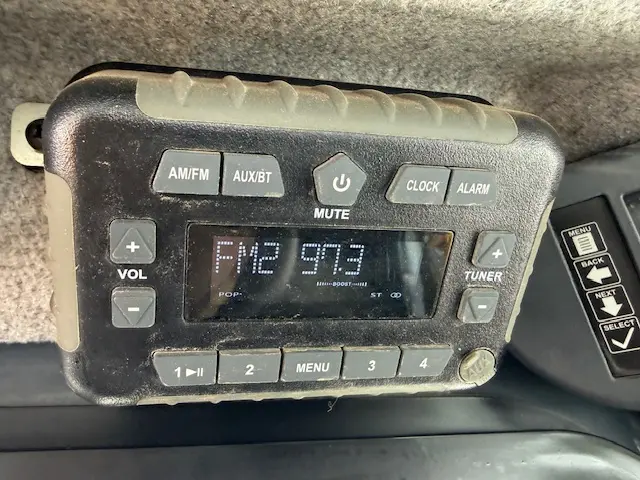 AM/FM AUX/BT CLOCK ALARM
MUTE
+ +
VOL TUNER
- -
FM2 97.3
BOOST
POP ST
1 ▶II 2 MENU 3 4
MENU
BACK
NEXT
SELECT